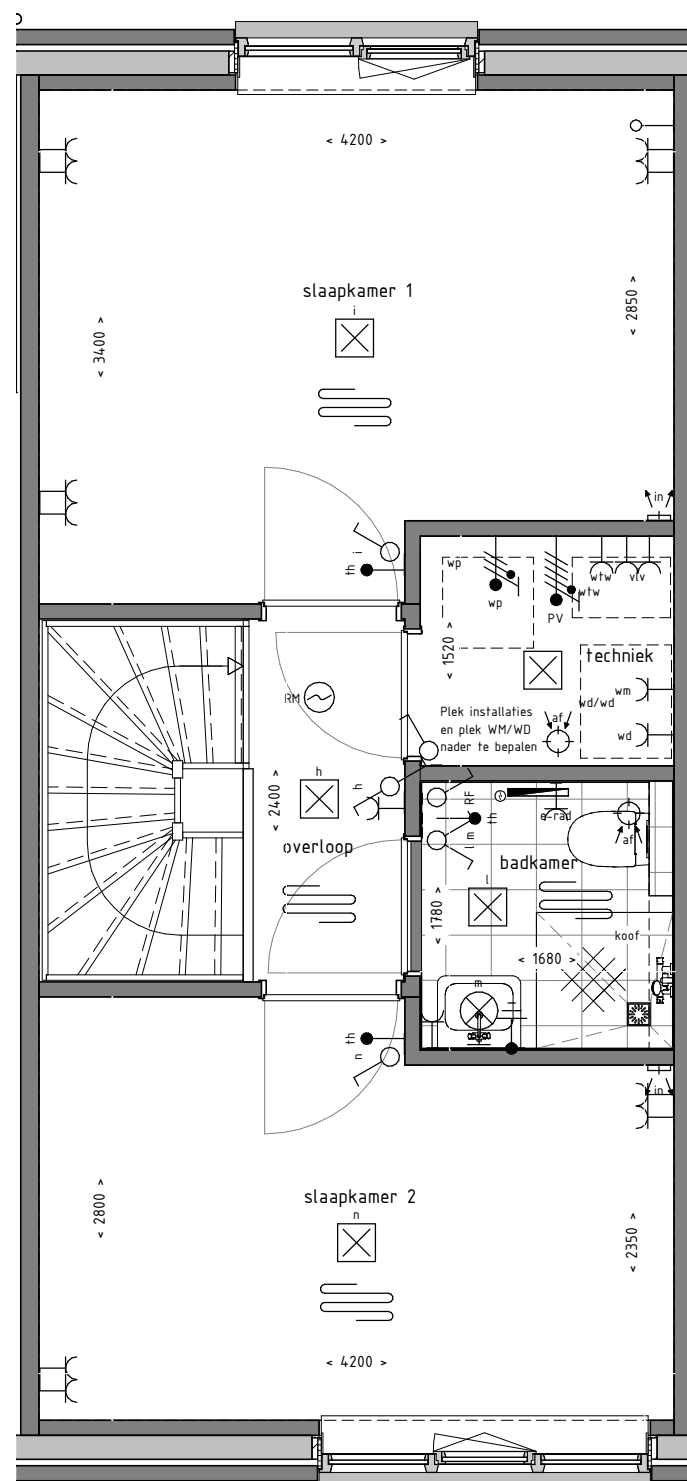 < 4200 >
slaapkamer 1
i
< 3400 >
< 2850 >
in
i
th
wp
wp
PV
wtw
vlv
wtw
< 1520 >
techniek
wm
wd/wd
wd
af
Plek installaties
en plek WM/WD
nader te bepalen
RM
h
h
< 2400 >
overloop
RF
th
l m
e-rad
af
badkamer
l
< 1780 >
< 1680 >
koof
m
th
n
in
slaapkamer 2
n
< 2800 >
< 2350 >
< 4200 >